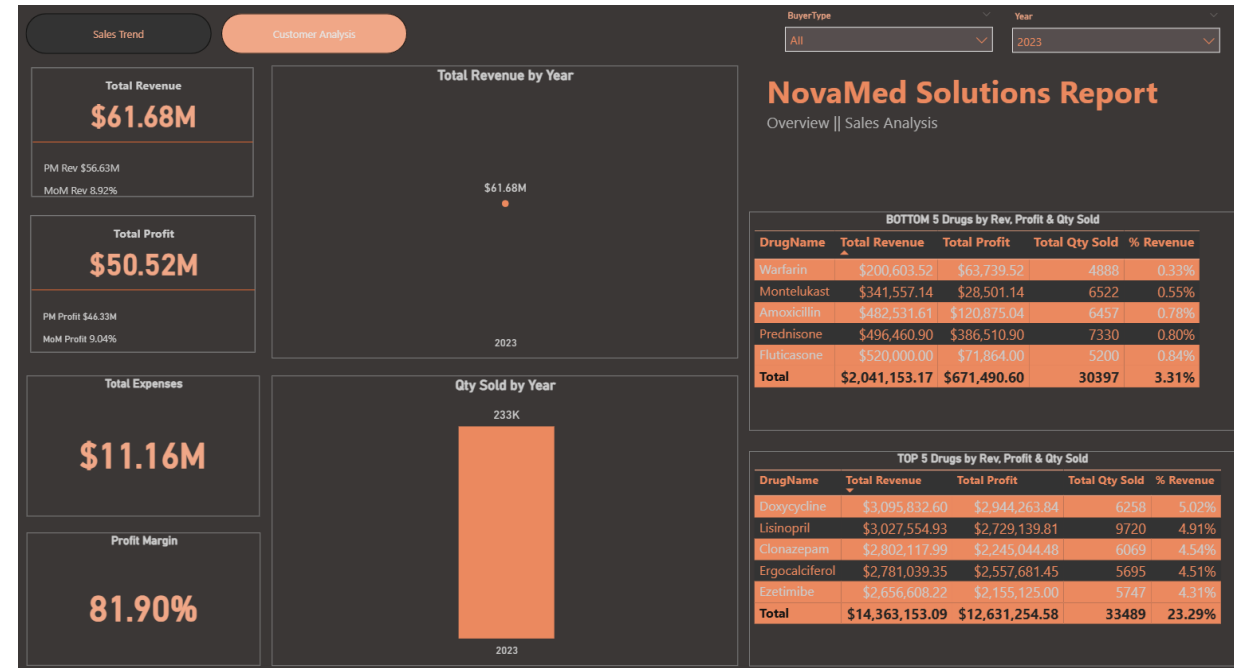 Sales Trend
Customer Analysis
BuyerType
All
Year
2023
NovaMed Solutions Report
Overview || Sales Analysis
Total Revenue
$61.68M
PM Rev $56.63M
MoM Rev 8.92%
Total Profit
$50.52M
PM Profit $46.33M
MoM Profit 9.04%
Total Expenses
$11.16M
Profit Margin
81.90%
Total Revenue by Year
$61.68M
2023
Qty Sold by Year
233K
2023
BOTTOM 5 Drugs by Rev, Profit & Qty Sold
DrugName Total Revenue Total Profit Total Qty Sold % Revenue
Warfarin $200,603.52 $63,739.52 4888 0.33%
Montelukast $341,557.14 $28,501.14 6522 0.55%
Amoxicillin $482,531.61 $120,875.04 6457 0.78%
Prednisone $496,460.90 $386,510.90 7330 0.80%
Fluticasone $520,000.00 $71,864.00 5200 0.84%
Total $2,041,153.17 $671,490.60 30397 3.31%
TOP 5 Drugs by Rev, Profit & Qty Sold
DrugName Total Revenue Total Profit Total Qty Sold % Revenue
Doxycycline $3,095,832.60 $2,944,263.84 6258 5.02%
Lisinopril $3,027,554.93 $2,729,139.81 9720 4.91%
Clonazepam $2,802,117.99 $2,245,044.48 6069 4.54%
Ergocalciferol $2,781,039.35 $2,557,681.45 5695 4.51%
Ezetimibe $2,656,608.22 $2,155,125.00 5747 4.31%
Total $14,363,153.09 $12,631,254.58 33489 23.29%